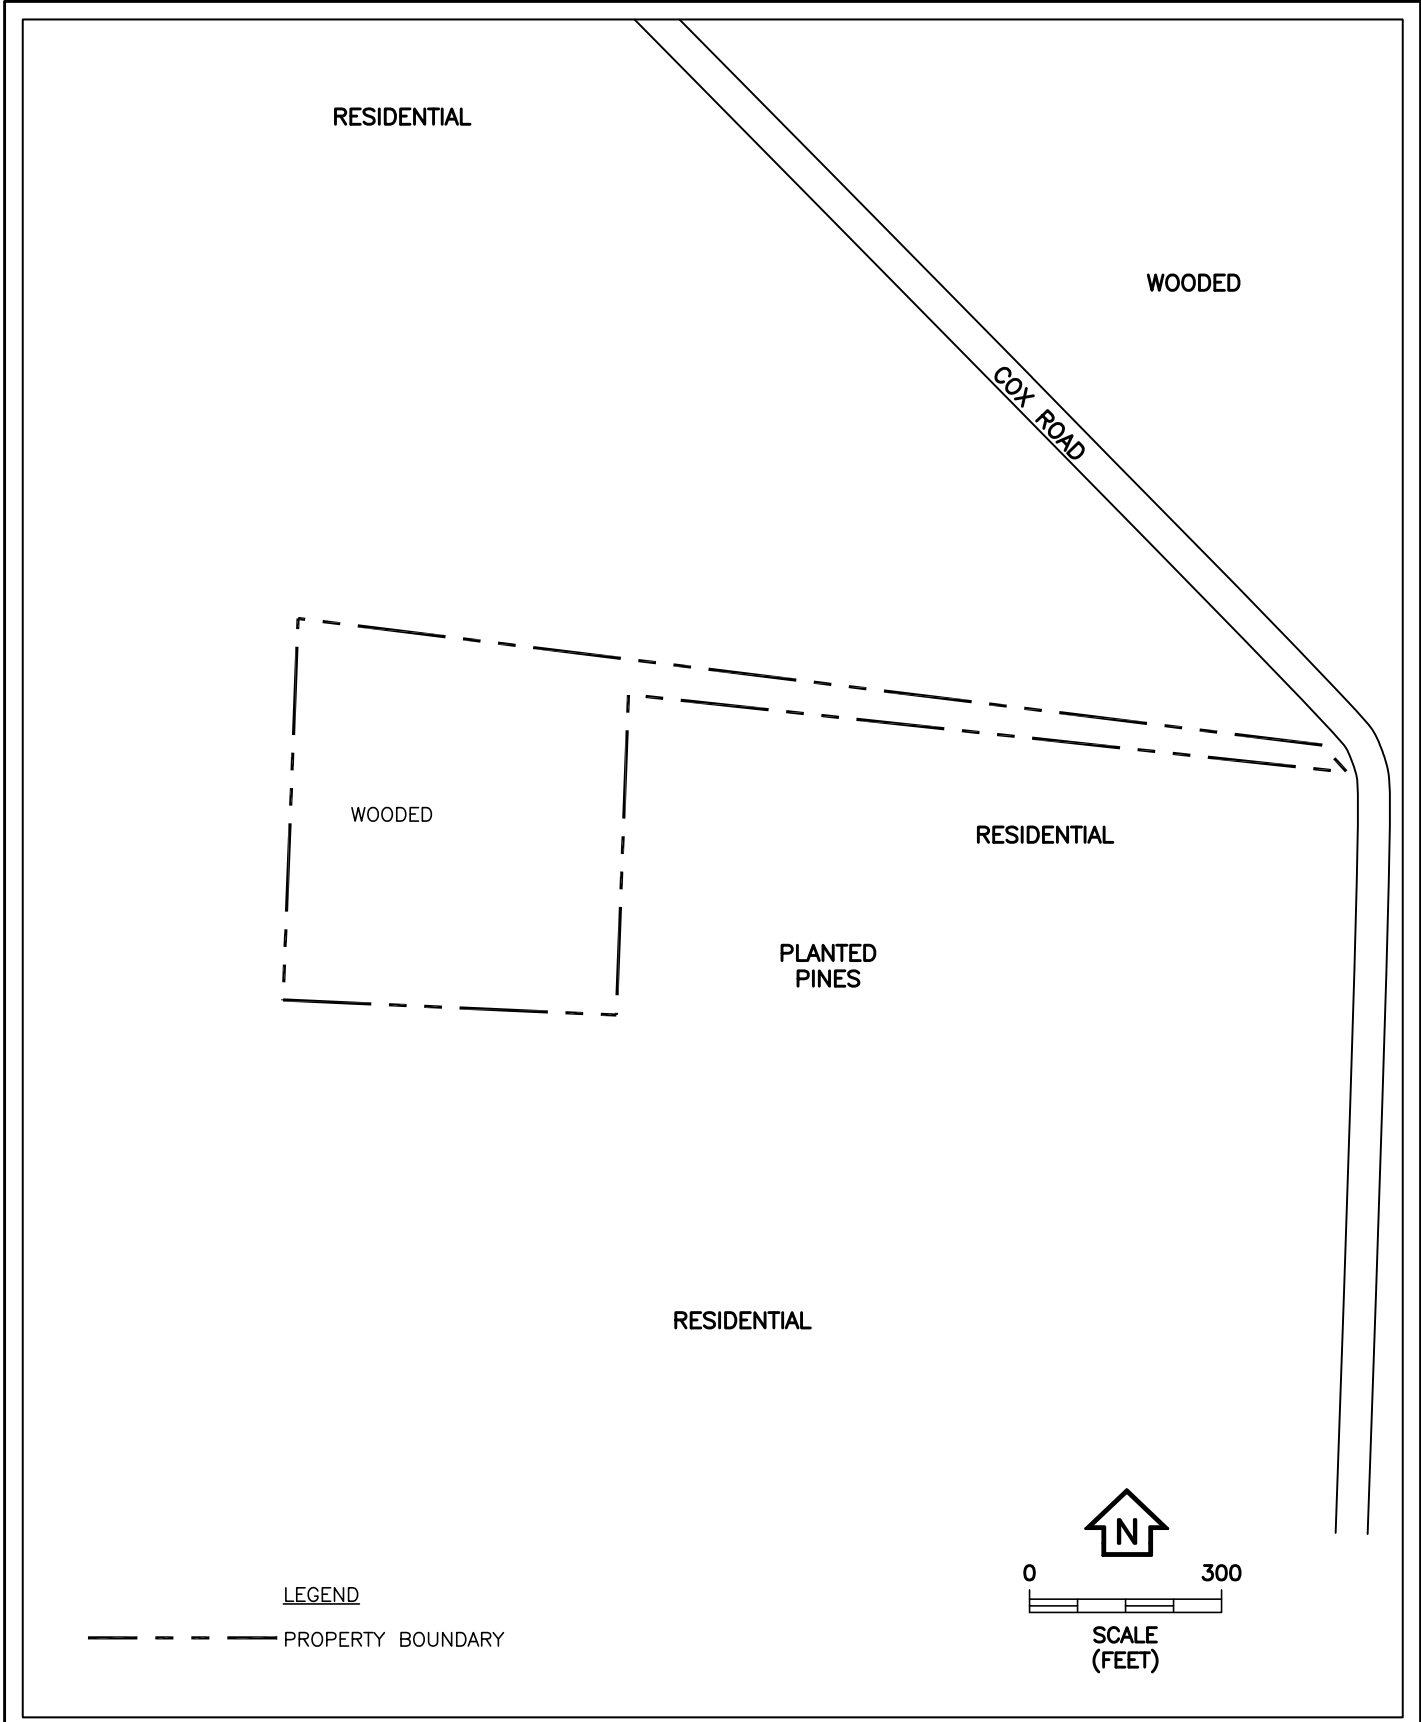 RESIDENTIAL
WOODED
COX ROAD
WOODED
RESIDENTIAL
PLANTED
PINES
RESIDENTIAL
N
0 300
SCALE
(FEET)
LEGEND
PROPERTY BOUNDARY